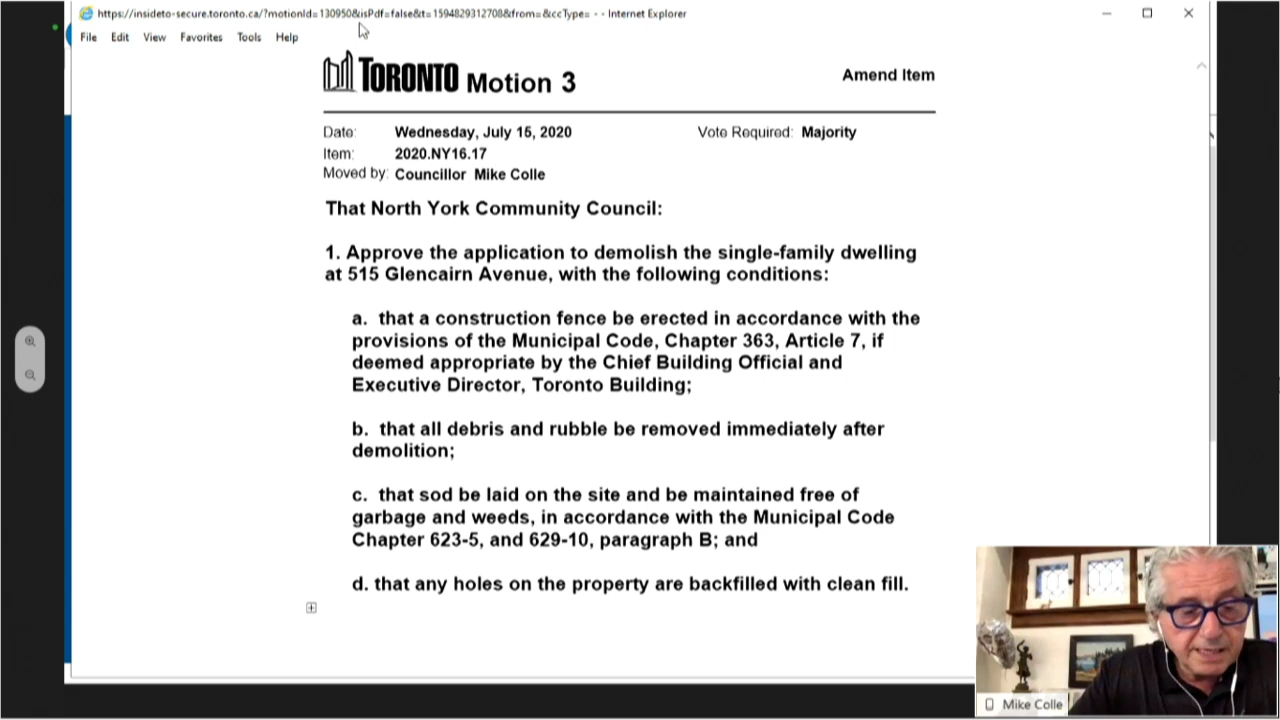 https://insideto-secure.toronto.ca/?motionId=130950&isPdf=false&t=1594829312708&from=&ccType= - - Internet Explorer
File Edit View Favorites Tools Help
TORONTO Motion 3
Amend Item
Date: Wednesday, July 15, 2020 Vote Required: Majority
Item: 2020.NY16.17
Moved by: Councillor Mike Colle
That North York Community Council:
1. Approve the application to demolish the single-family dwelling
at 515 Glencairn Avenue, with the following conditions:
a. that a construction fence be erected in accordance with the
provisions of the Municipal Code, Chapter 363, Article 7, if
deemed appropriate by the Chief Building Official and
Executive Director, Toronto Building;
b. that all debris and rubble be removed immediately after
demolition;
c. that sod be laid on the site and be maintained free of
garbage and weeds, in accordance with the Municipal Code
Chapter 623-5, and 629-10, paragraph B; and
d. that any holes on the property are backfilled with clean fill.
Mike Colle